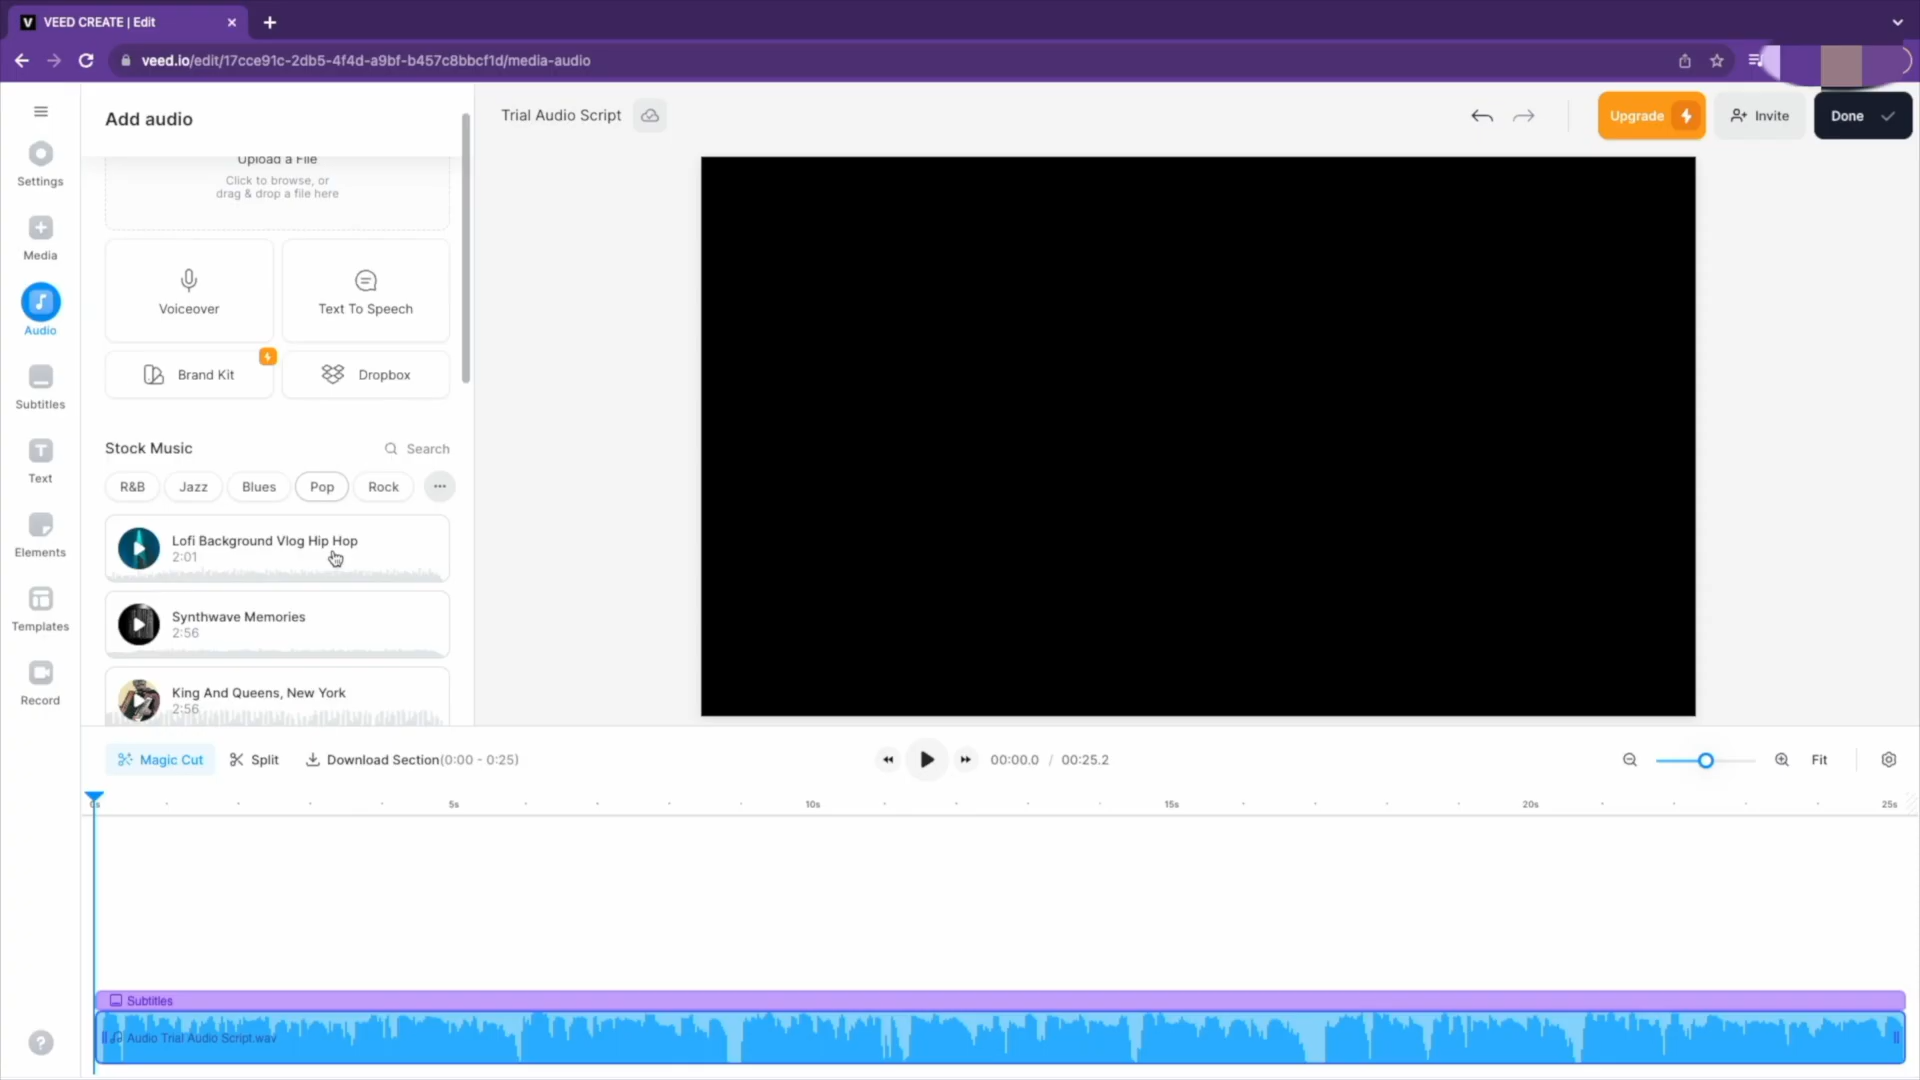 VEED CREATE | Edit
veed.io/edit/17cce91c-2db5-4f4d-a9bf-b457c8bbcf1d/media-audio
Add audio
Trial Audio Script
Upgrade
Invite
Done
Settings
Media
Audio
Subtitles
Text
Elements
Templates
Record
Upload a File
Click to browse, or
drag & drop a file here
Voiceover
Text To Speech
Brand Kit
Dropbox
Stock Music
Search
R&B
Jazz
Blues
Pop
Rock
Lofi Background Vlog Hip Hop
2:01
Synthwave Memories
2:56
King And Queens, New York
2:56
Magic Cut
Split
Download Section(0:00 - 0:25)
00:00.0 / 00:25.2
Fit
0s
5s
10s
15s
20s
25s
Subtitles
Audio Trial Audio Script.wav